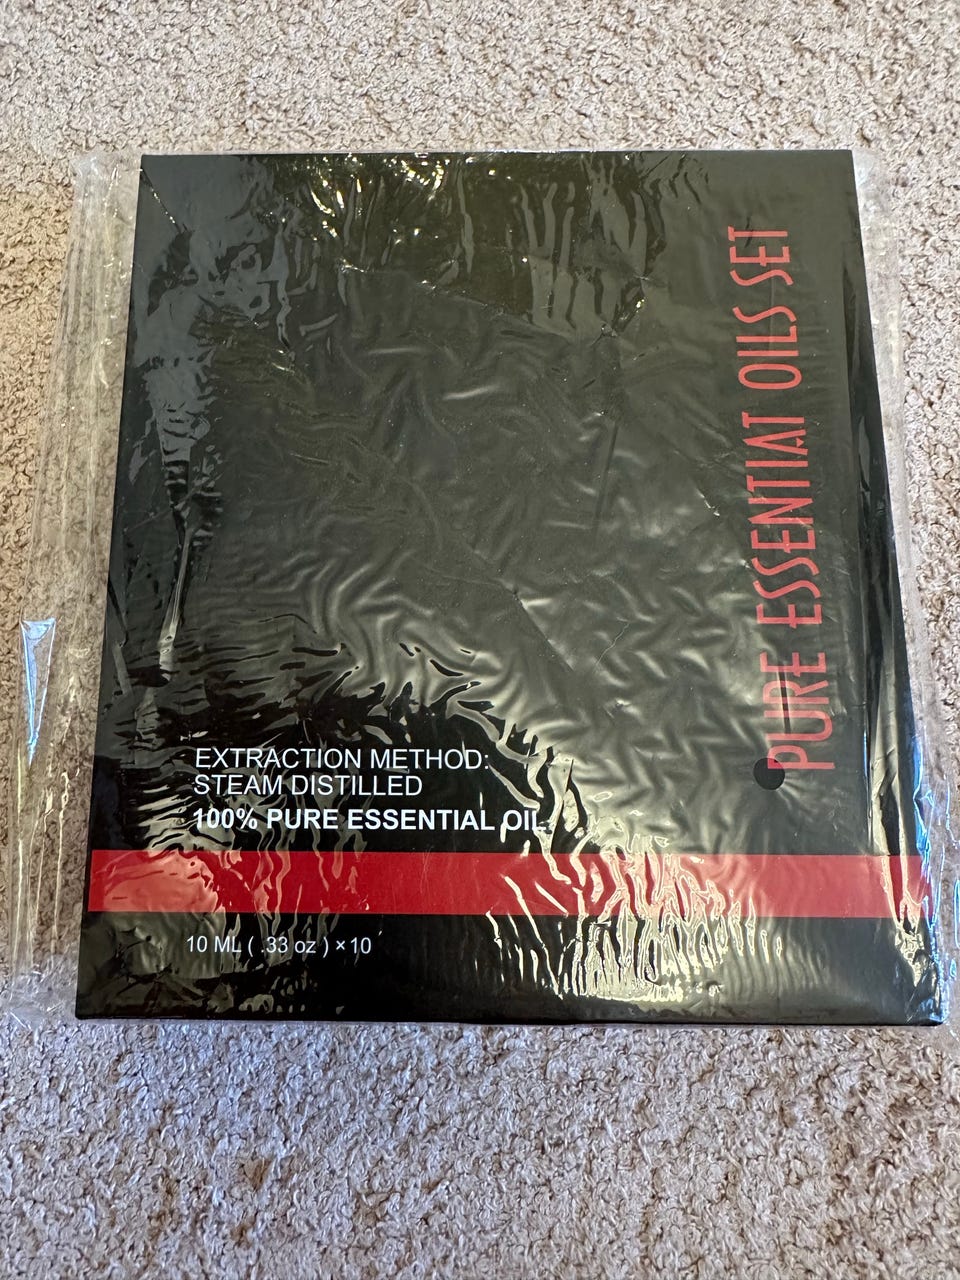 PURE ESSENTIAT OILS SET
EXTRACTION METHOD:
STEAM DISTILLED
100% PURE ESSENTIAL OIL
10 ML ( .33 oz ) × 10